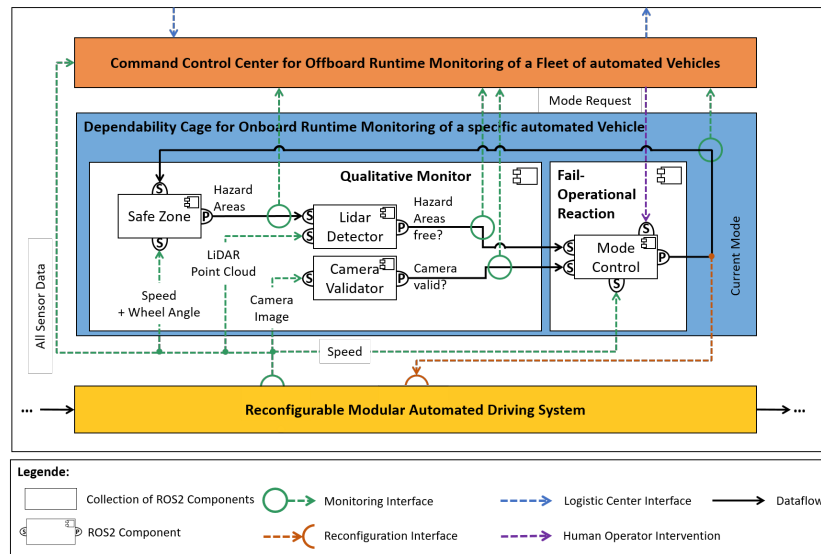 Command Control Center for Offboard Runtime Monitoring of a Fleet of automated Vehicles
Mode Request
Dependability Cage for Onboard Runtime Monitoring of a specific automated Vehicle
Qualitative Monitor
Fail-
Operational
Reaction
S
Safe Zone
P
S
Hazard
Areas
S
S
Lidar
Detector
P
Hazard
Areas
free?
S
Camera
Validator
P
Camera
valid?
S
S
S
Mode
Control
P
S
Current Mode
LiDAR
Point Cloud
Speed
+ Wheel Angle
Camera
Image
All Sensor Data
Speed
...
Reconfigurable Modular Automated Driving System
...
Legende:
Collection of ROS2 Components
Monitoring Interface
Logistic Center Interface
Dataflow
S
P
ROS2 Component
Reconfiguration Interface
Human Operator Intervention